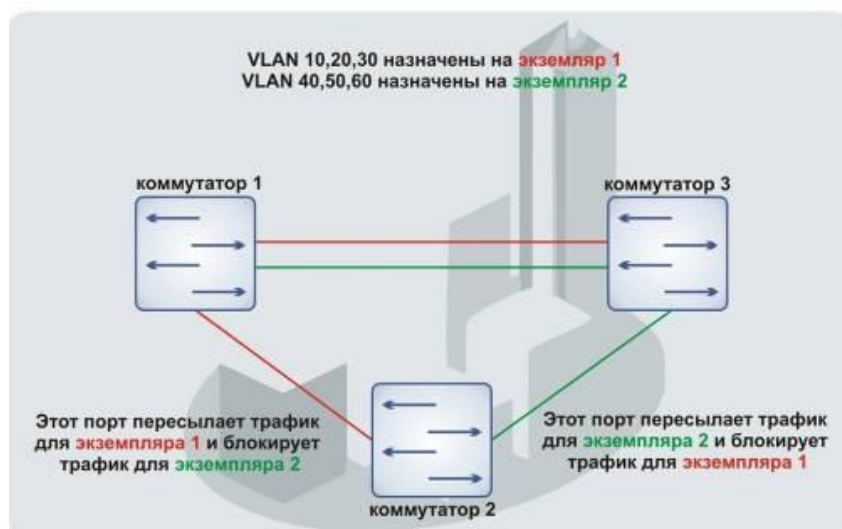 VLAN 10,20,30 назначены на экземляр 1
VLAN 40,50,60 назначены на экземпляр 2
коммутатор 1
коммутатор 3
Этот порт пересылает трафик
для экземпляра 1 и блокирует
трафик для экземпляра 2
Этот порт пересылает трафик
для экземпляра 2 и блокирует
трафик для экземпляра 1
коммутатор 2